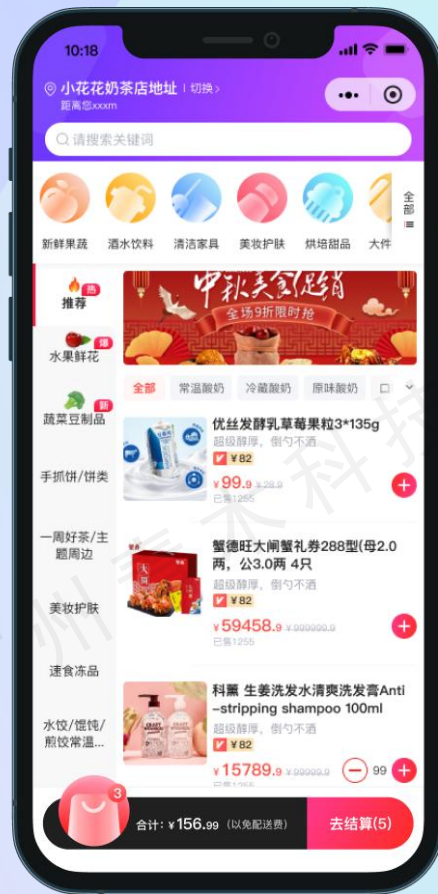 10:18
小花花奶茶店地址 | 切换>
距离您xxxm
请搜索关键词
新鲜果蔬 酒水饮料 清洁家具 美妆护肤 烘培甜品 大件
全部
热
推荐
爆
水果鲜花
新
蔬菜豆制品
手抓饼/饼类
一周好茶/主
题周边
美妆护肤
速食冻品
水饺/馄饨/
煎饺常温...
中秋美食促销
全场9折限时抢
全部 常温酸奶 冷藏酸奶 原味酸奶 口
优丝发酵乳草莓果粒3*135g
超级醇厚，倒勺不洒
¥82
¥99.9 ¥28.9
已售1255
蟹德旺大闸蟹礼券288型(母2.0
两，公3.0两 4只
超级醇厚，倒勺不洒
¥82
¥59458.9 ¥999999.9
已售1255
科薰 生姜洗发水清爽洗发膏Anti
-stripping shampoo 100ml
超级醇厚，倒勺不洒
¥82
¥15789.9 ¥99999.9
99
已售1255
3
合计：¥156.99 （以免配送费）
去结算(5)